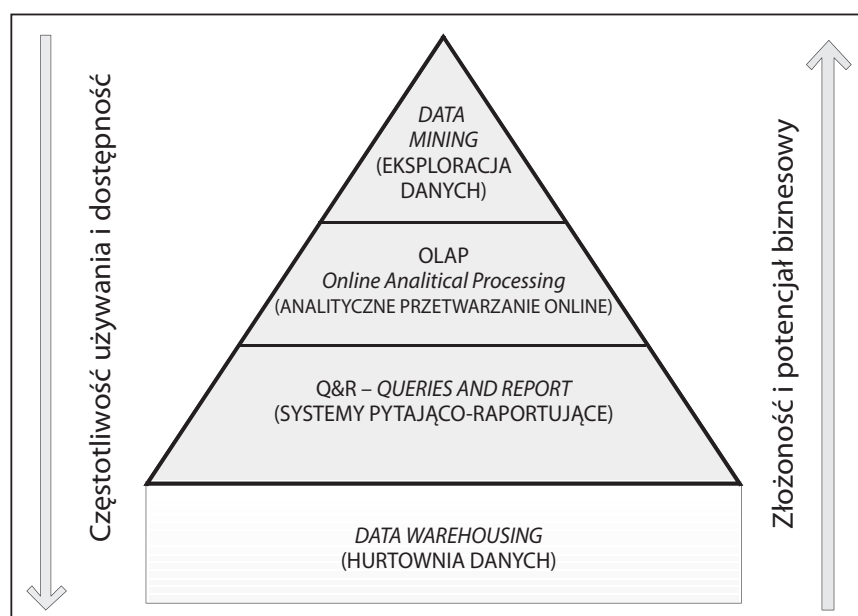 Częstotliwość używania i dostępność
DATA
MINING
(EKSPLORACJA
DANYCH)
OLAP
Online Analitical Processing
(ANALITYCZNE PRZETWARZANIE ONLINE)
Q&R – QUERIES AND REPORT
(SYSTEMY PYTAJĄCO-RAPORTUJĄCE)
DATA WAREHOUSING
(HURTOWNIA DANYCH)
Złożoność i potencjał biznesowy